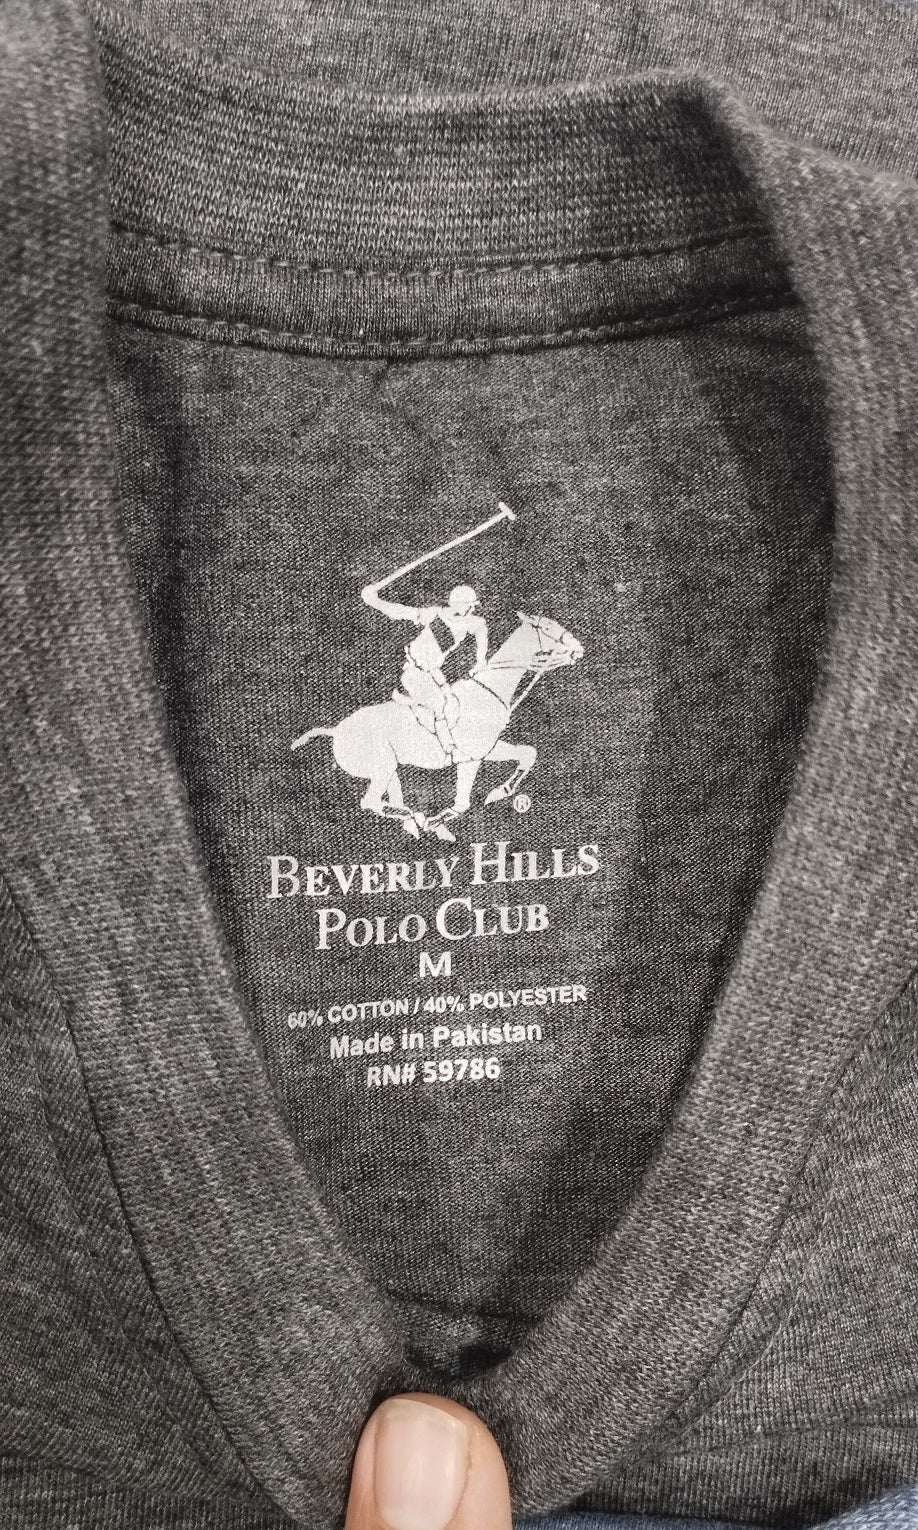 ®
BEVERLY HILLS
POLO CLUB
M
60% COTTON / 40% POLYESTER
Made in Pakistan
RN# 59786